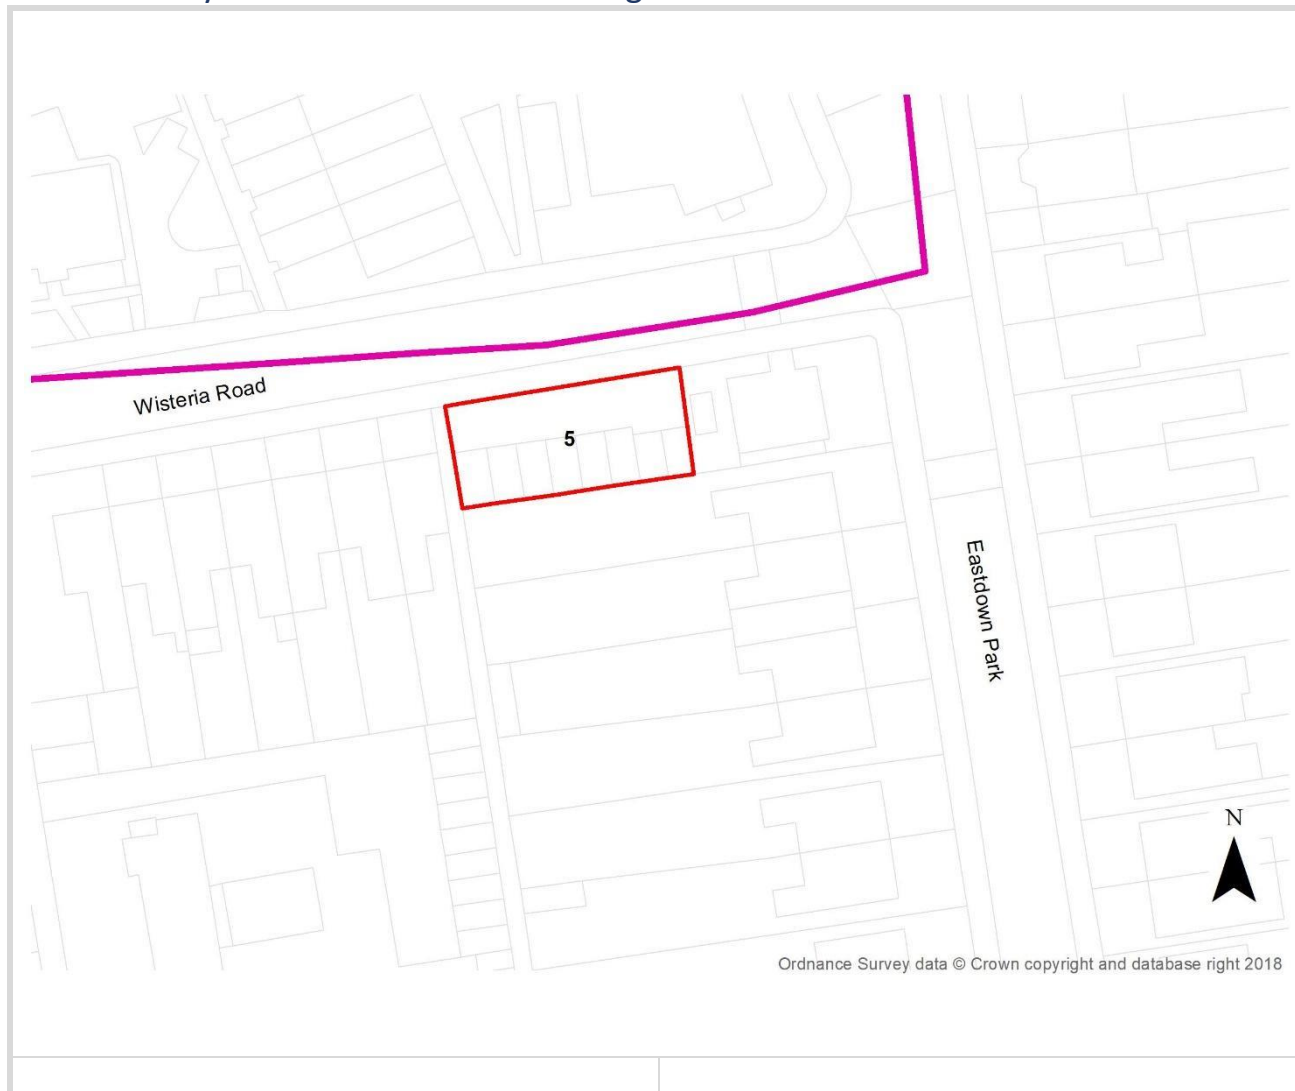 Wisteria Road
5
Eastdown Park
N
Ordnance Survey data © Crown copyright and database right 2018